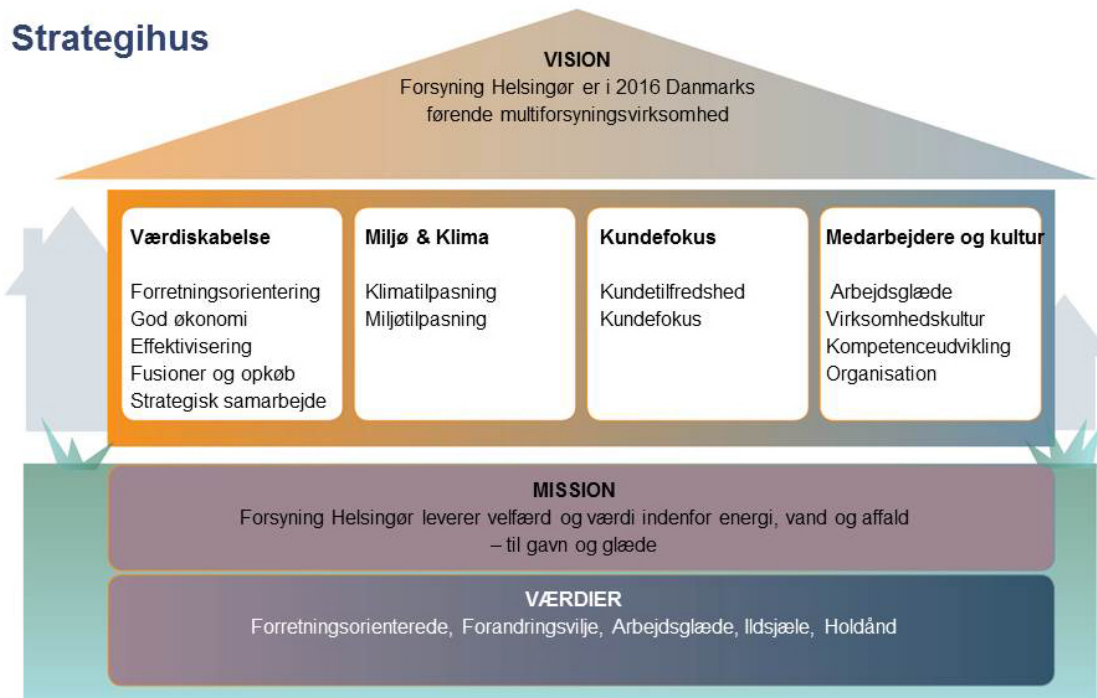 Strategihus
VISION
Forsyning Helsingør er i 2016 Danmarks
førende multiforsyningsvirksomhed
Værdiskabelse
Forretningsorientering
God økonomi
Effektivisering
Fusioner og opkøb
Strategisk samarbejde
Miljø & Klima
Klimatilpasning
Miljøtilpasning
Kundefokus
Kundetilfredshed
Kundefokus
Medarbejdere og kultur
Arbejdsglæde
Virksomhedskultur
Kompetenceudvikling
Organisation
MISSION
Forsyning Helsingør leverer velfærd og værdi indenfor energi, vand og affald
– til gavn og glæde
VÆRDIER
Forretningsorienterede, Forandringsvilje, Arbejdsglæde, Ildsjæle, Holdånd